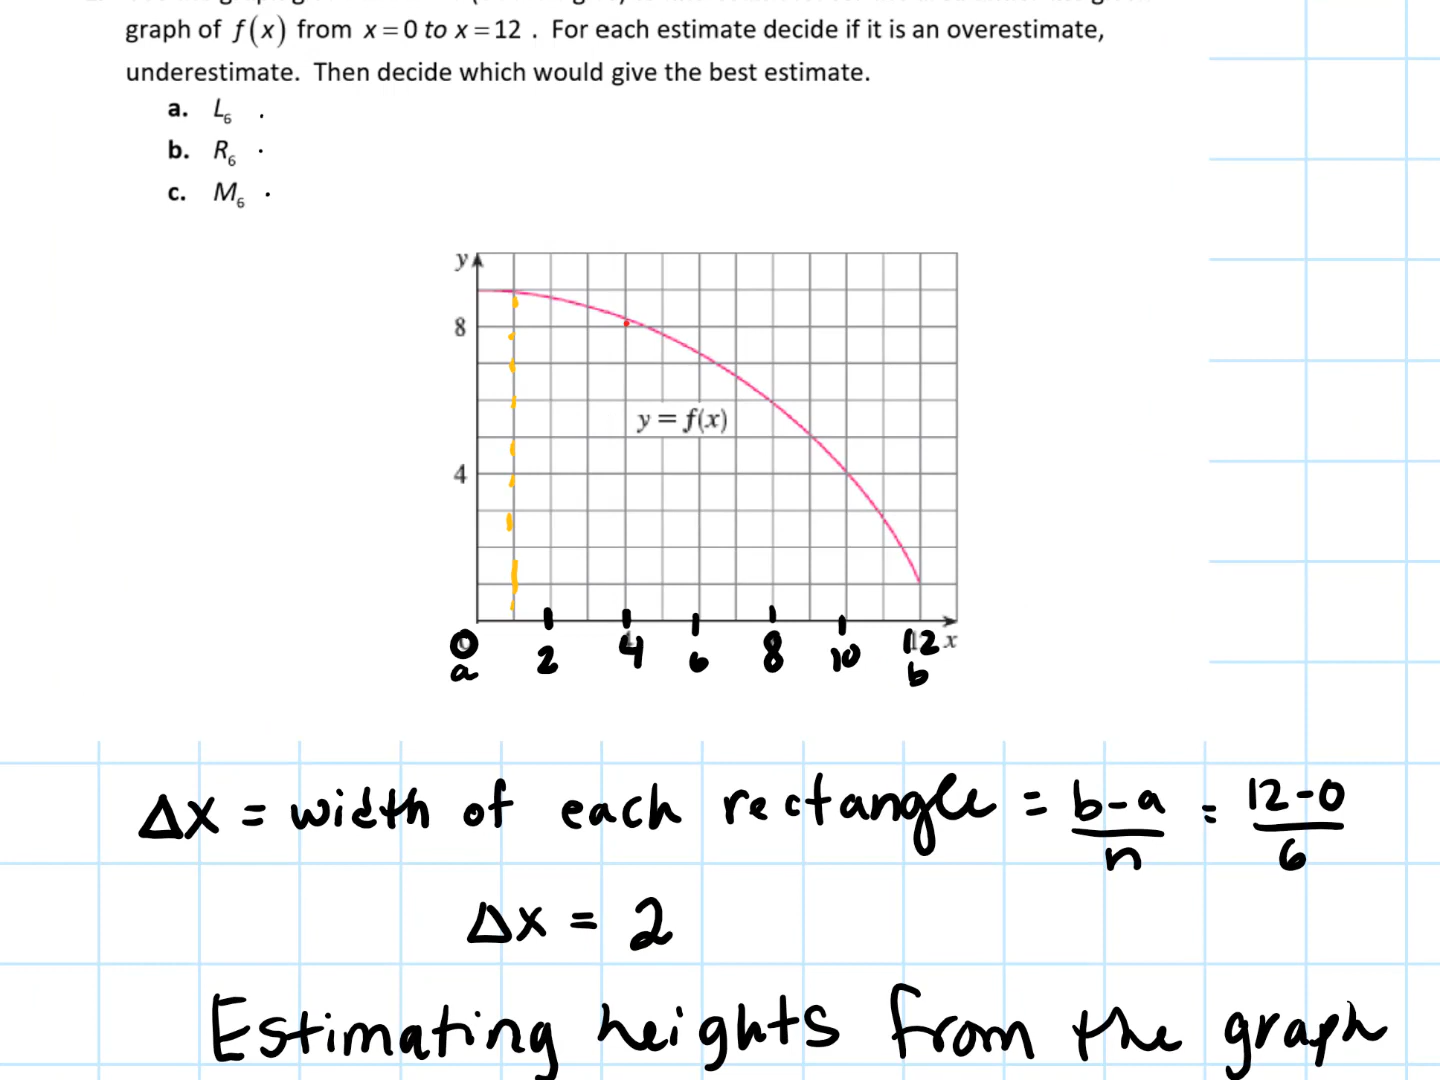 graph of f(x) from x=0 to x=12 . For each estimate decide if it is an overestimate,
underestimate. Then decide which would give the best estimate.
a. L₆ .
b. R₆ .
c. M₆ .
y
8
y = f(x)
4
0 2 4 6 8 10 12 x
a b
Δx = width of each rectangle = b-a/n = 12-0/6
Δx = 2
Estimating heights from the graph